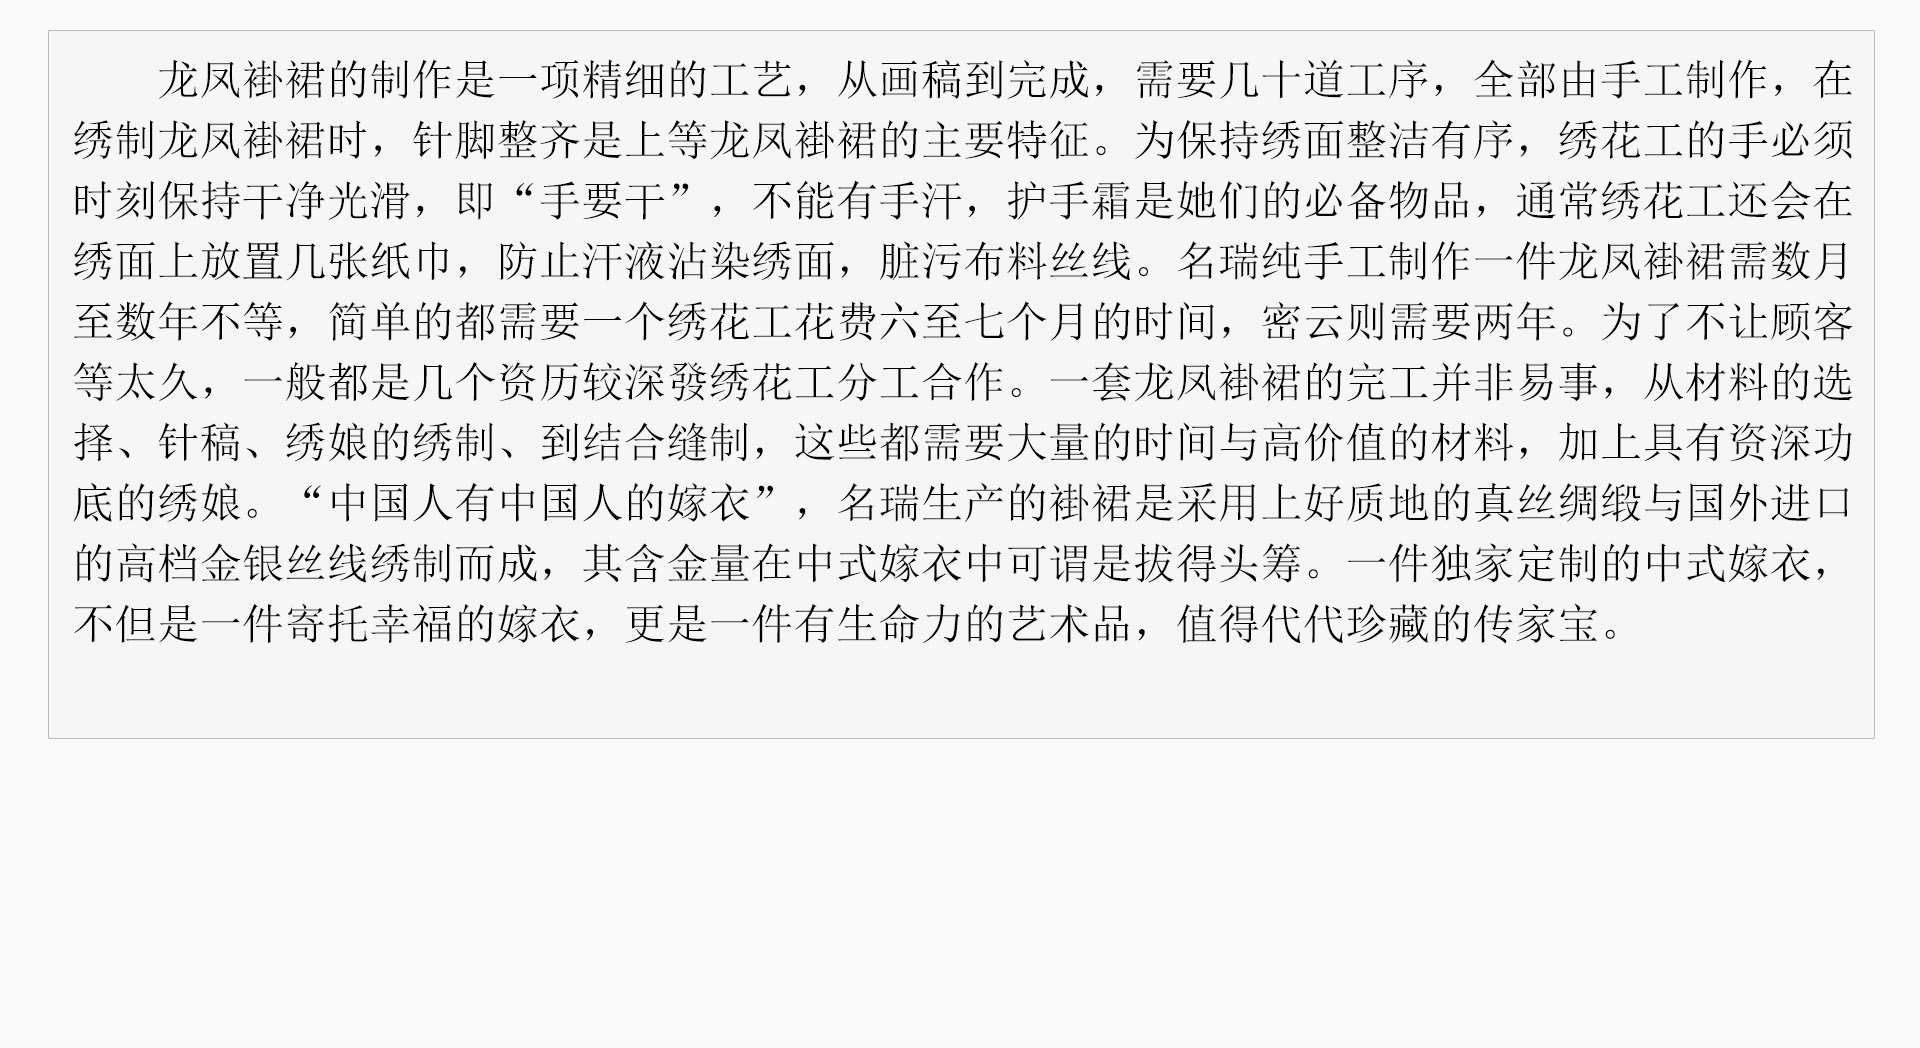 龙凤褂裙的制作是一项精细的工艺，从画稿到完成，需要几十道工序，全部由手工制作，在
绣制龙凤褂裙时，针脚整齐是上等龙凤褂裙的主要特征。为保持绣面整洁有序，绣花工的手必须
时刻保持干净光滑，即“手要干”，不能有手汗，护手霜是她们的必备物品，通常绣花工还会在
绣面上放置几张纸巾，防止汗液沾染绣面，脏污布料丝线。名瑞纯手工制作一件龙凤褂裙需数月
至数年不等，简单的都需要一个绣花工花费六至七个月的时间，密云则需要两年。为了不让顾客
等太久，一般都是几个资历较深發绣花工分工合作。一套龙凤褂裙的完工并非易事，从材料的选
择、针稿、绣娘的绣制、到结合缝制，这些都需要大量的时间与高价值的材料，加上具有资深功
底的绣娘。“中国人有中国人的嫁衣”，名瑞生产的褂裙是采用上好质地的真丝绸缎与国外进口
的高档金银丝线绣制而成，其含金量在中式嫁衣中可谓是拔得头筹。一件独家定制的中式嫁衣，
不但是一件寄托幸福的嫁衣，更是一件有生命力的艺术品，值得代代珍藏的传家宝。